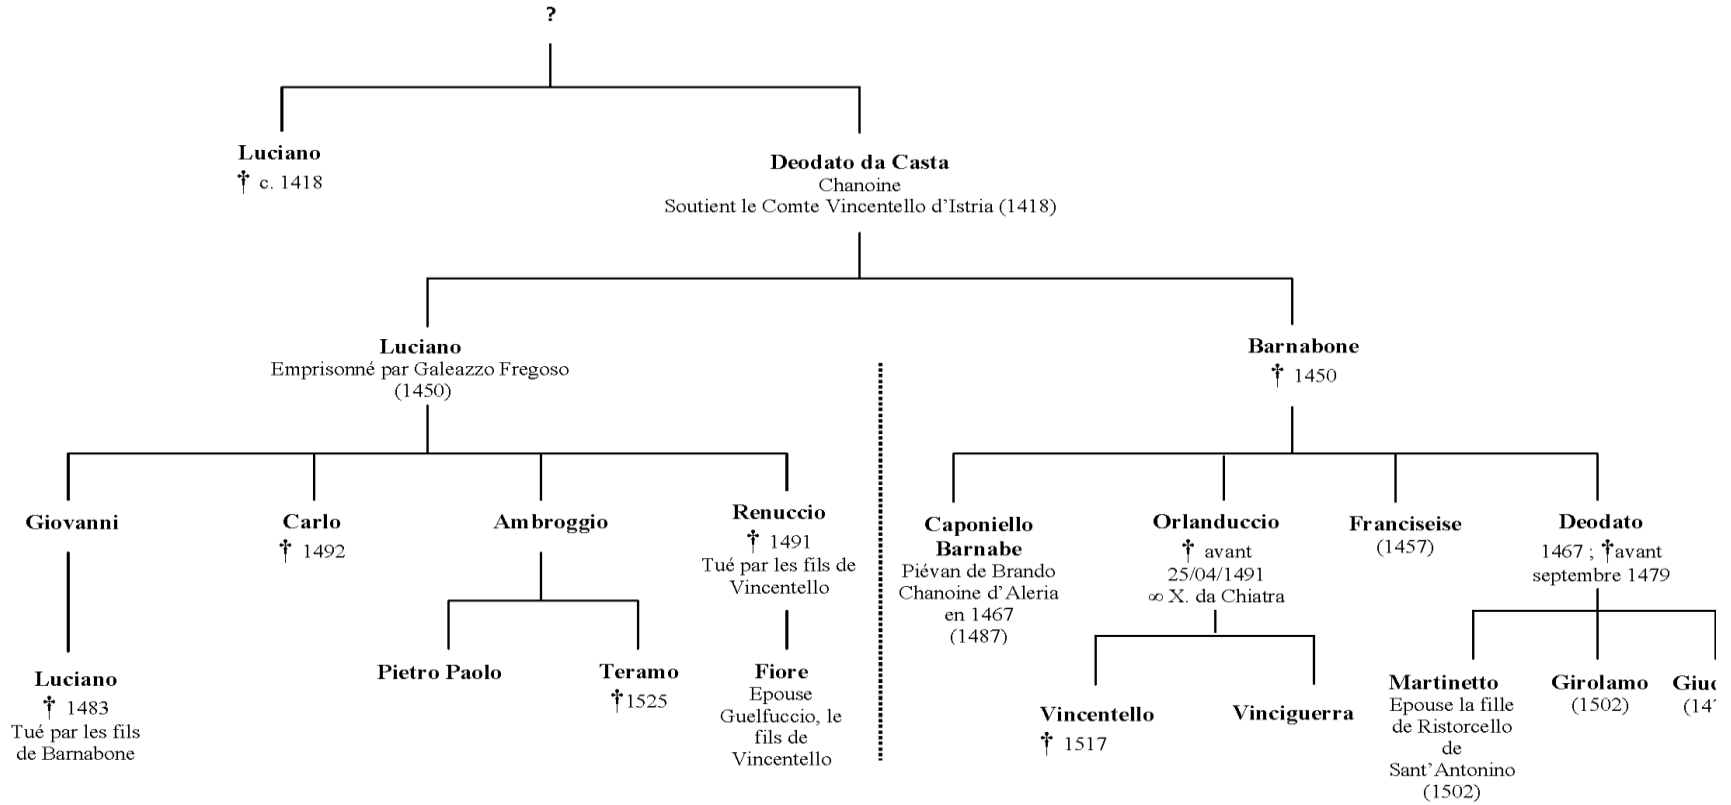 ?
Luciano
† c. 1418
Deodato da Casta
Chanoine
Soutient le Comte Vincentello d'Istria (1418)
Luciano
Emprisonné par Galeazzo Fregoso
(1450)
Barnabone
† 1450
Giovanni
Carlo
† 1492
Ambroggio
Renuccio
† 1491
Tué par les fils de
Vincentello
Caponiello
Barnabe
Piévan de Brando
Chanoine d'Aleria
en 1467
(1487)
Orlanduccio
† avant
25/04/1491
∞ X. da Chiatra
Franciseise
(1457)
Deodato
1467 ; †avant
septembre 1479
Luciano
† 1483
Tué par les fils
de Barnabone
Pietro Paolo
Teramo
†1525
Fiore
Epouse
Guelfuccio, le
fils de
Vincentello
Vincentello
† 1517
Vinciguerra
Martinetto
Epouse la fille
de Ristorcello
de
Sant'Antonino
(1502)
Girolamo
(1502)